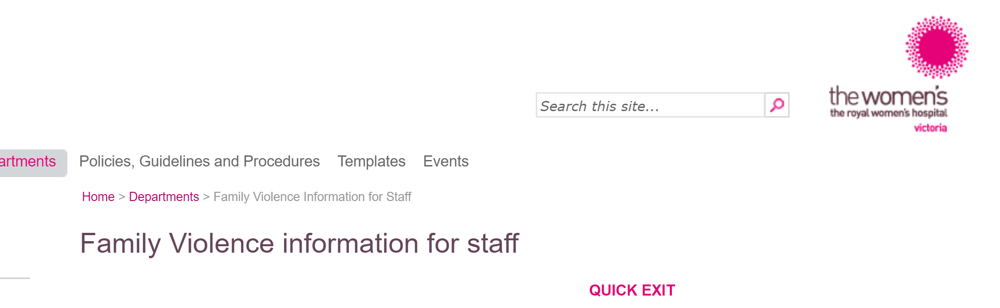 Search this site...
the women's
the royal women's hospital
victoria
artments Policies, Guidelines and Procedures Templates Events
Home > Departments > Family Violence Information for Staff
Family Violence information for staff
QUICK EXIT